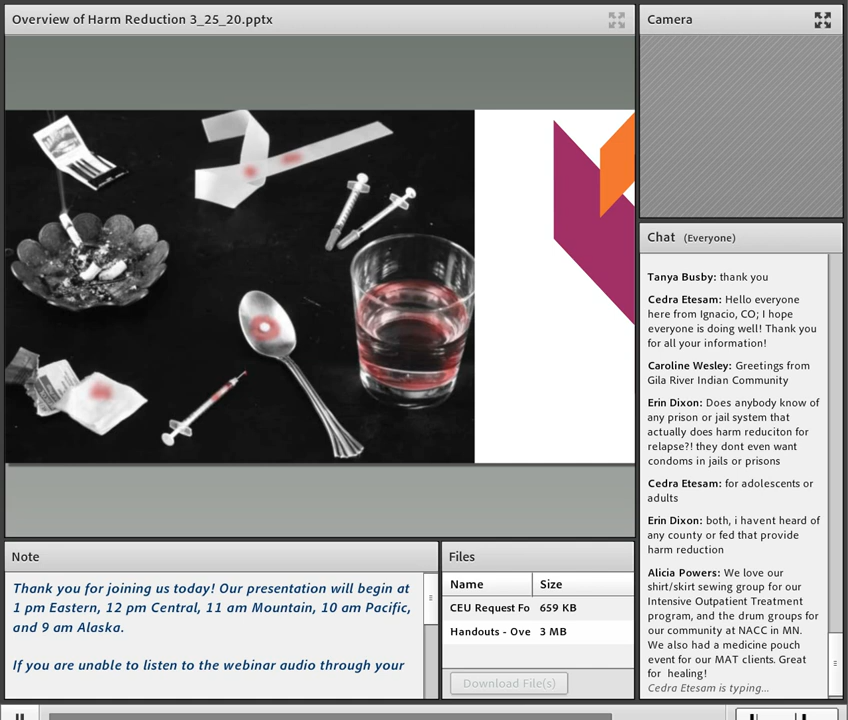 Overview of Harm Reduction 3_25_20.pptx
Camera
Chat (Everyone)
Tanya Busby: thank you
Cedra Etesam: Hello everyone
here from Ignacio, CO; I hope
everyone is doing well! Thank you
for all your information!
Caroline Wesley: Greetings from
Gila River Indian Community
Erin Dixon: Does anybody know of
any prison or jail system that
actually does harm reduciton for
relapse?! they dont even want
condoms in jails or prisons
Cedra Etesam: for adolescents or
adults
Erin Dixon: both, i havent heard of
any county or fed that provide
harm reduction
Alicia Powers: We love our
shirt/skirt sewing group for our
Intensive Outpatient Treatment
program, and the drum groups for
our community at NACC in MN.
We also had a medicine pouch
event for our MAT clients. Great
for healing!
Cedra Etesam is typing...
Note
Thank you for joining us today! Our presentation will begin at
1 pm Eastern, 12 pm Central, 11 am Mountain, 10 am Pacific,
and 9 am Alaska.
If you are unable to listen to the webinar audio through your
Files
Name Size
CEU Request Fo 659 KB
Handouts - Ove 3 MB
Download File(s)